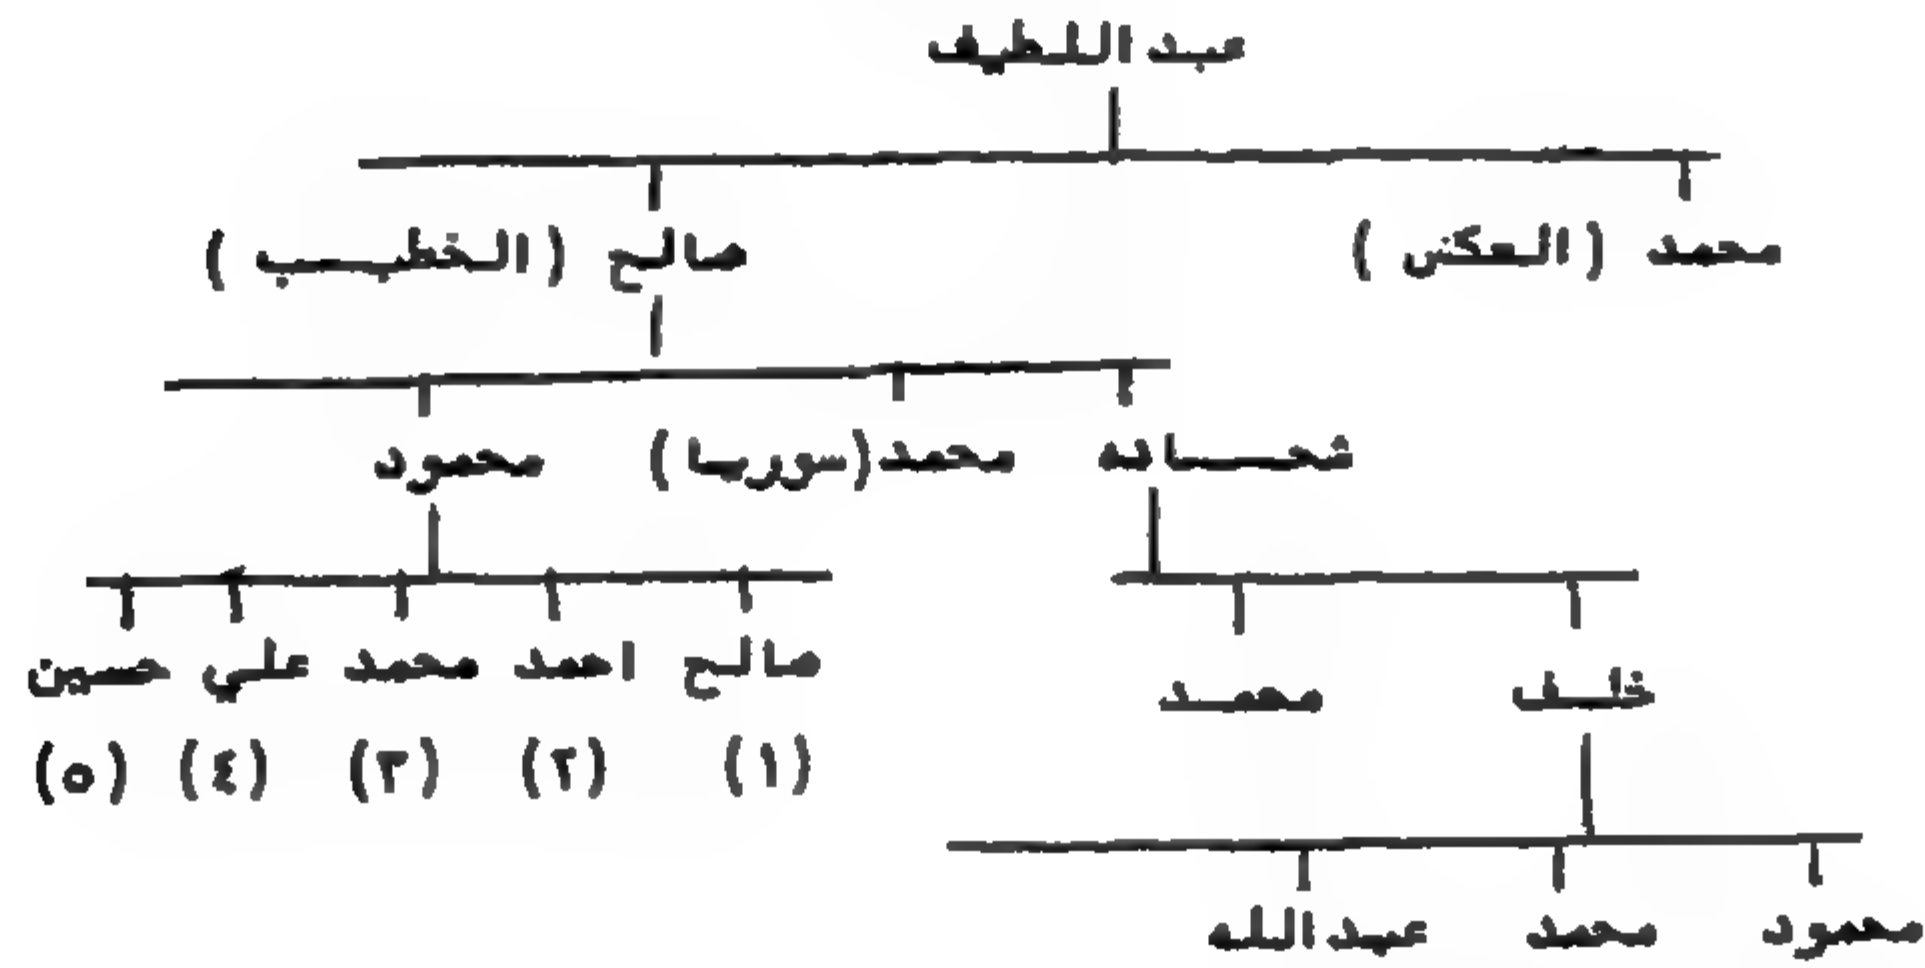 عبد اللطيف
محمد (العكش) صالح (الخطيب)
شحاده محمد (سوريا) محمود
صالح احمد محمد علي حسين
خلف محمد
(١) (٢) (٣) (٤) (٥)
محمود محمد عبد الله